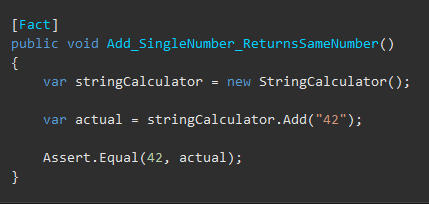 [Fact]
public void Add_SingleNumber_ReturnsSameNumber()
{
    var stringCalculator = new StringCalculator();

    var actual = stringCalculator.Add("42");

    Assert.Equal(42, actual);
}